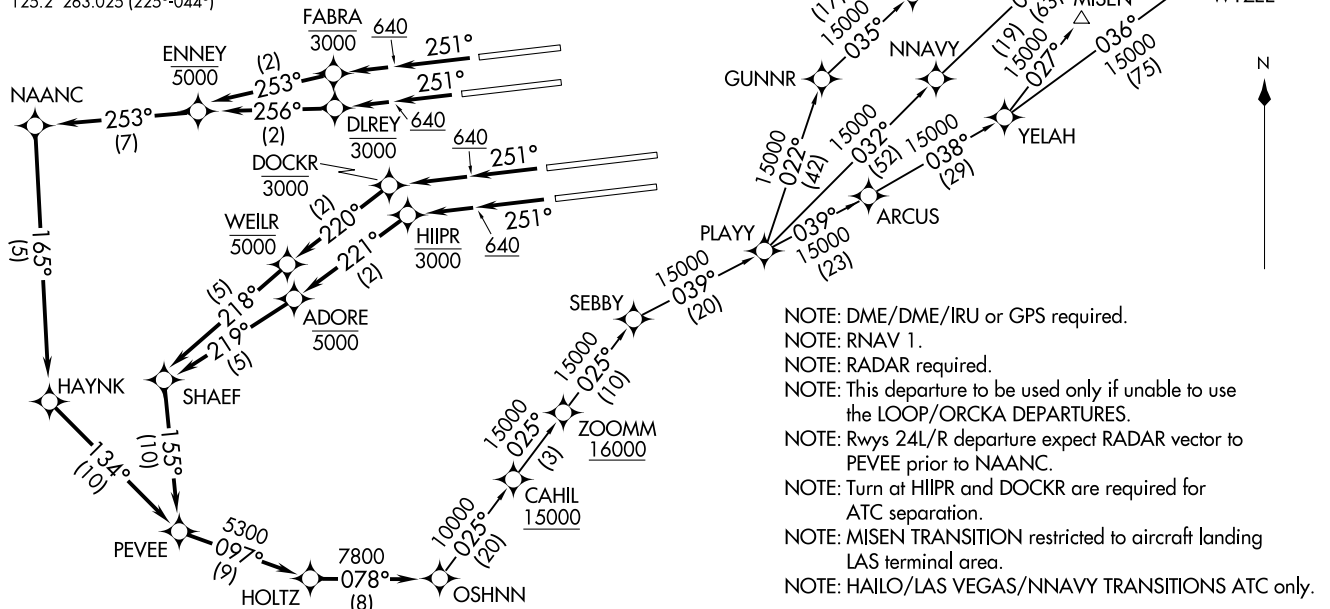 125.2 263.025 (225°-044°)
FABRA
3000
640
251°
ENNEY
5000
(2)
253°
251°
256°
(2)
640
DLREY
3000
NAANC
253°
(7)
DOCKR
3000
640
251°
(2)
220°
WEILR
5000
HIIPR
3000
640
251°
221°
(2)
165°
(5)
(5)
218°
ADORE
5000
219°
(5)
HAYNK
SHAEF
134°
(10)
155°
(10)
PEVEE
5300
097°
(9)
HOLTZ
7800
078°
(8)
OSHNN
10000
025°
(20)
CAHIL
15000
15000
025°
(3)
ZOOMM
16000
15000
025°
(10)
SEBBY
15000
039°
(20)
PLAYY
15000
022°
(42)
GUNNR
15000
035°
(17)
15000
032°
(52)
NNAVY
039°
15000
(23)
ARCUS
15000
038°
(29)
YELAH
(63)
(19)
15000
027°
MISEN
036°
15000
(75)
N
NOTE: DME/DME/IRU or GPS required.
NOTE: RNAV 1.
NOTE: RADAR required.
NOTE: This departure to be used only if unable to use
the LOOP/ORCKA DEPARTURES.
NOTE: Rwys 24L/R departure expect RADAR vector to
PEVEE prior to NAANC.
NOTE: Turn at HIIPR and DOCKR are required for
ATC separation.
NOTE: MISEN TRANSITION restricted to aircraft landing
LAS terminal area.
NOTE: HAILO/LAS VEGAS/NNAVY TRANSITIONS ATC only.